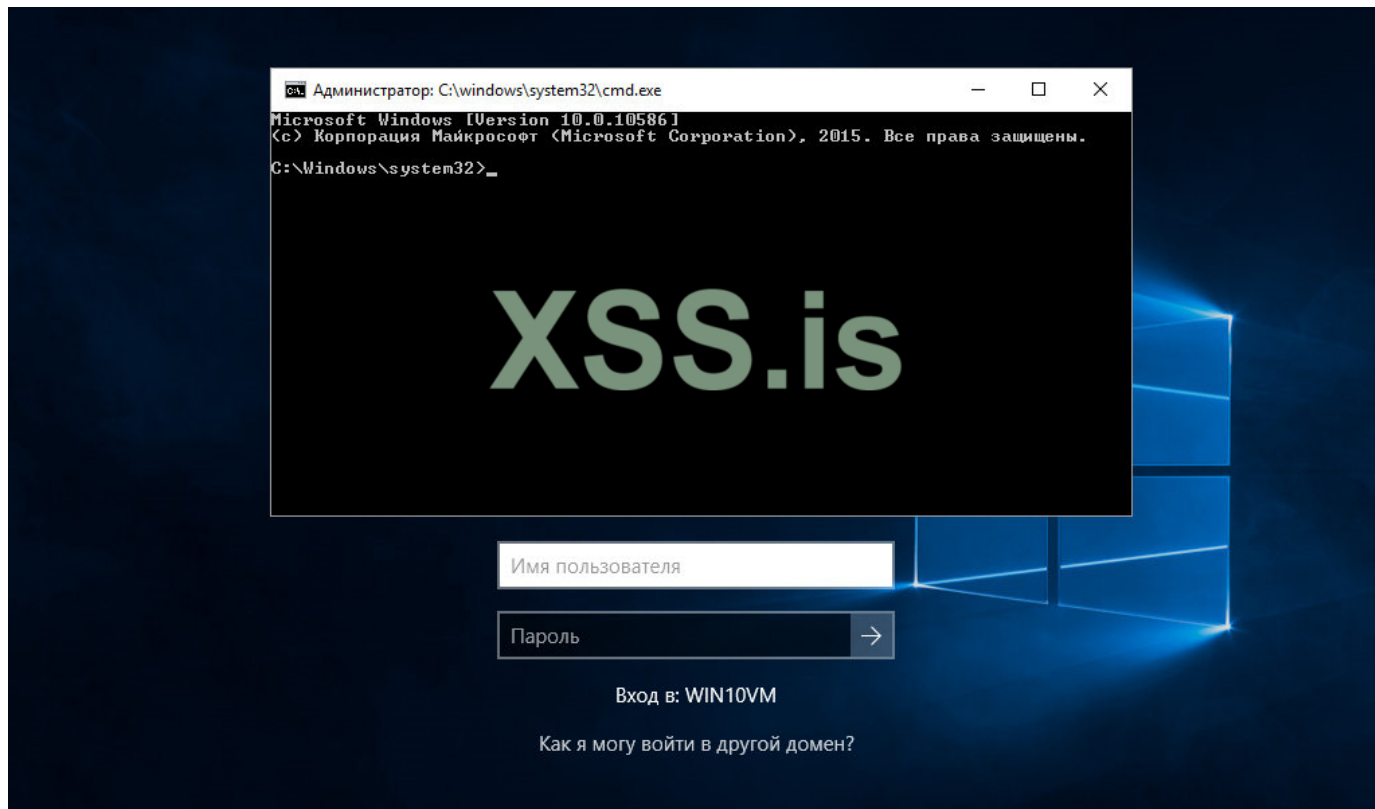 Администратор: C:\windows\system32\cmd.exe
Microsoft Windows [Version 10.0.10586]
(c) Корпорация Майкрософт (Microsoft Corporation), 2015. Все права защищены.
C:\Windows\system32>_
XSS.is
Имя пользователя
Пароль
Вход в: WIN10VM
Как я могу войти в другой домен?